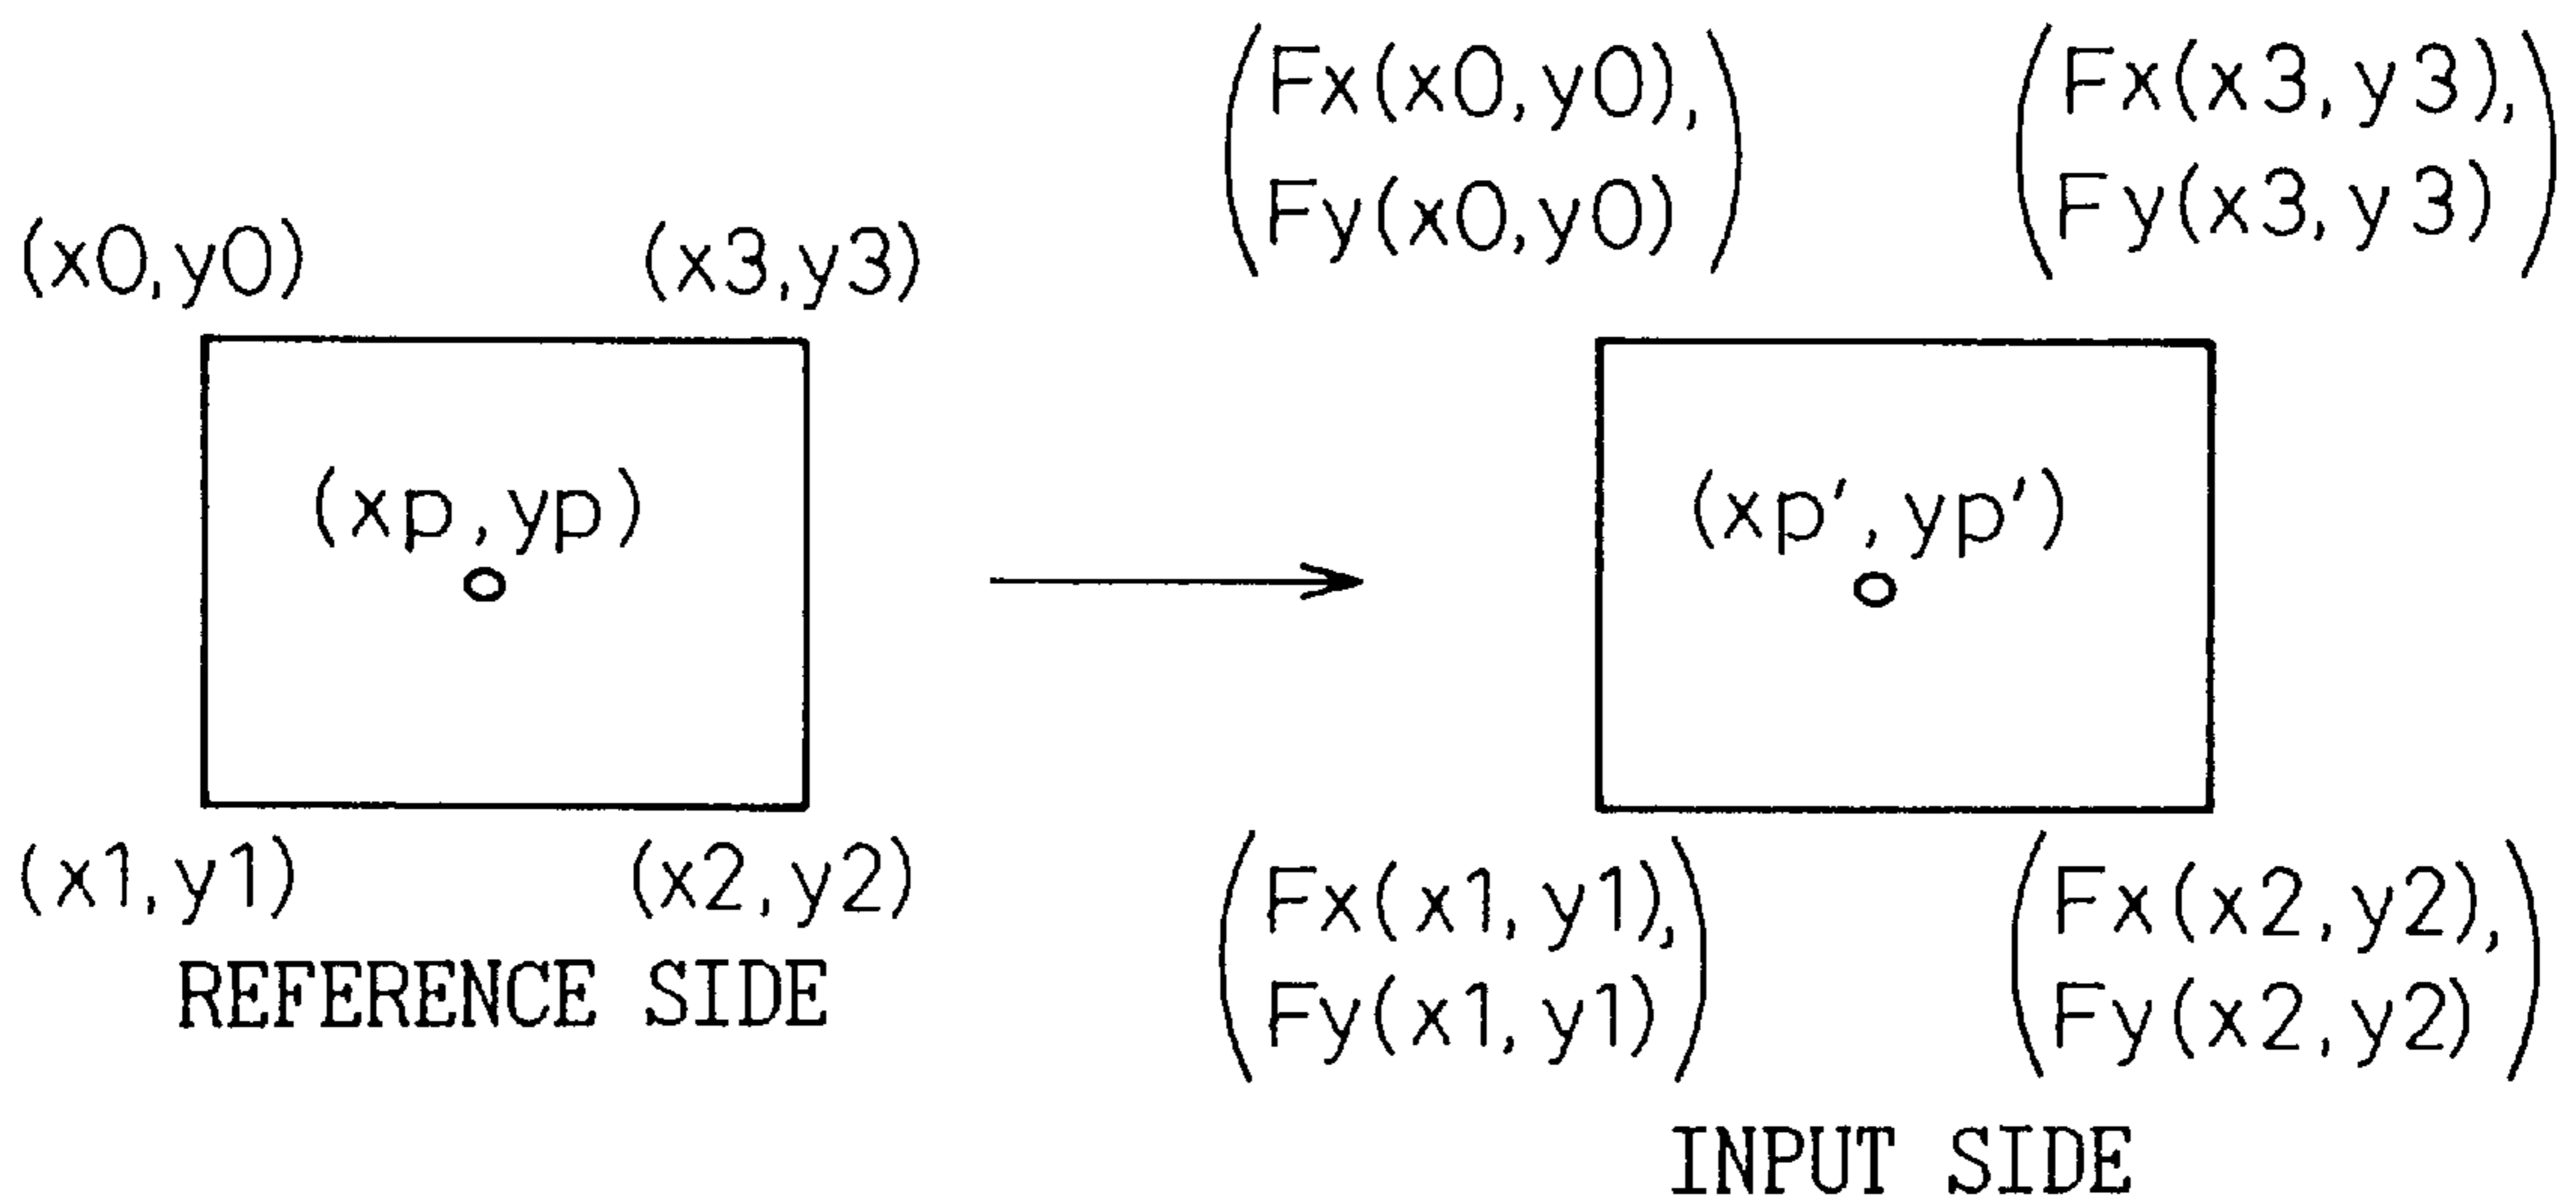 (x0,y0)
(x3,y3)
(xp,yp)
(x1,y1)
(x2,y2)
REFERENCE SIDE
(Fx(x0,y0),
Fy(x0,y0))
(Fx(x3,y3),
Fy(x3,y3))
(xp′,yp′)
(Fx(x1,y1),
Fy(x1,y1))
(Fx(x2,y2),
Fy(x2,y2))
INPUT SIDE